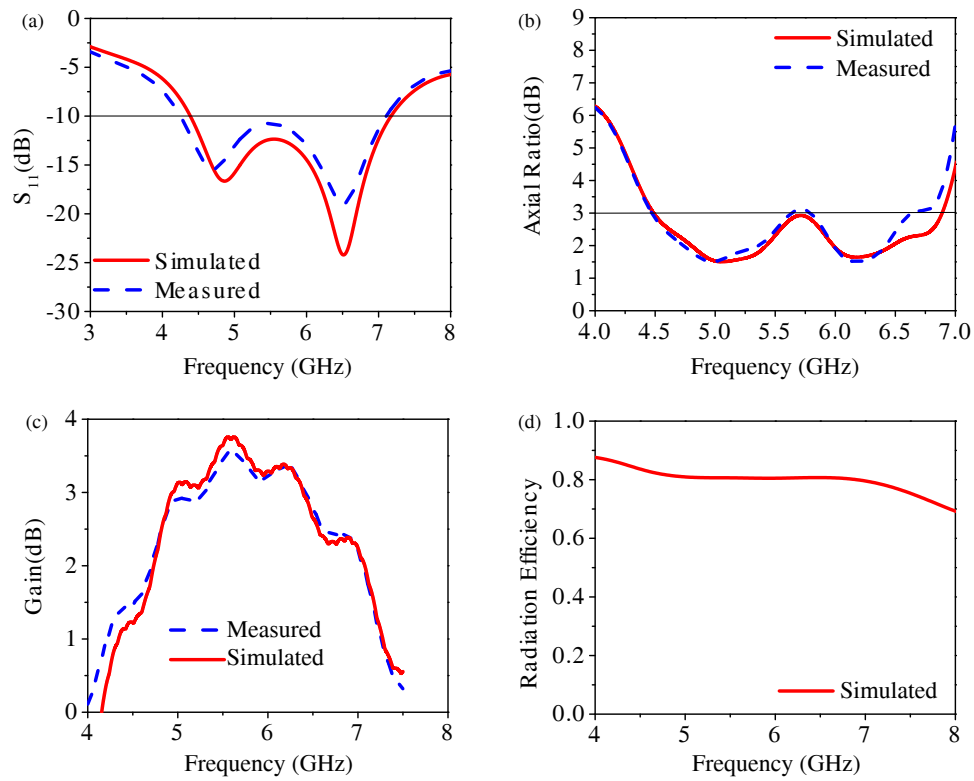 (a)
0
-5
-10
-15
-20
-25
-30
S11(dB)
Simulated
Measured
3 4 5 6 7 8
Frequency (GHz)
(b)
9
8
7
6
5
4
3
2
1
0
Axial Ratio(dB)
Simulated
Measured
4.0 4.5 5.0 5.5 6.0 6.5 7.0
Frequency (GHz)
(c)
4
3
2
1
0
Gain(dB)
Measured
Simulated
4 5 6 7 8
Frequency (GHz)
(d)
1.0
0.8
0.6
0.4
0.2
0.0
Radiation Efficiency
Simulated
4 5 6 7 8
Frequency (GHz)